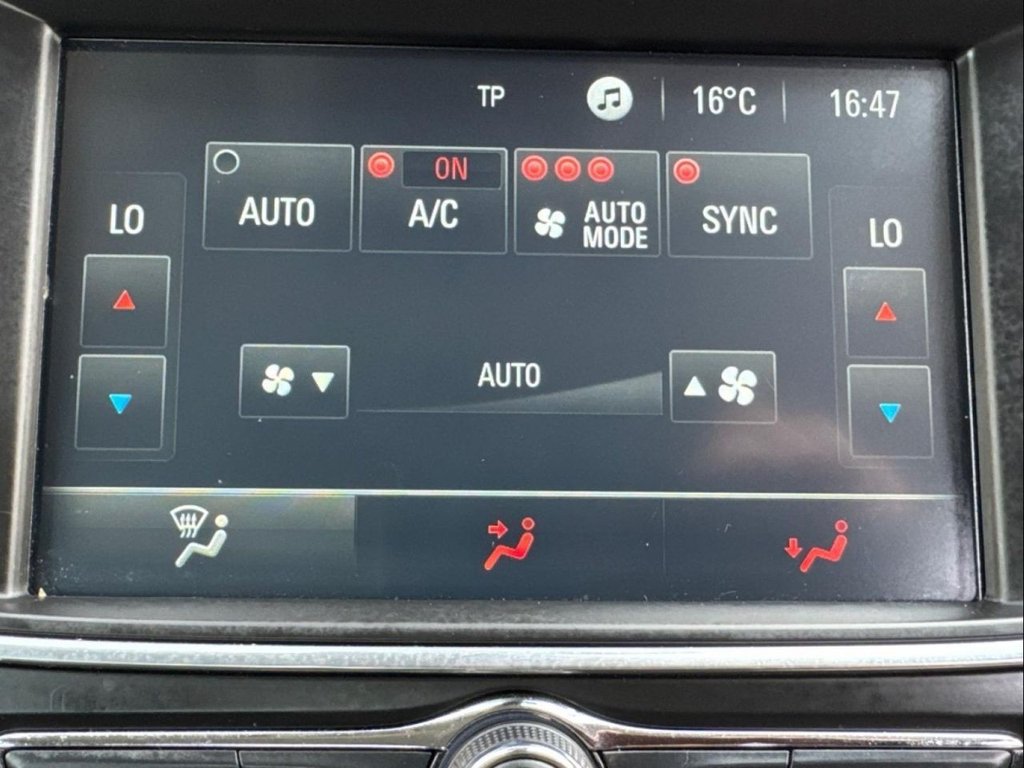 TP
16°C
16:47
LO
AUTO
ON
A/C
AUTO
MODE
SYNC
LO
AUTO